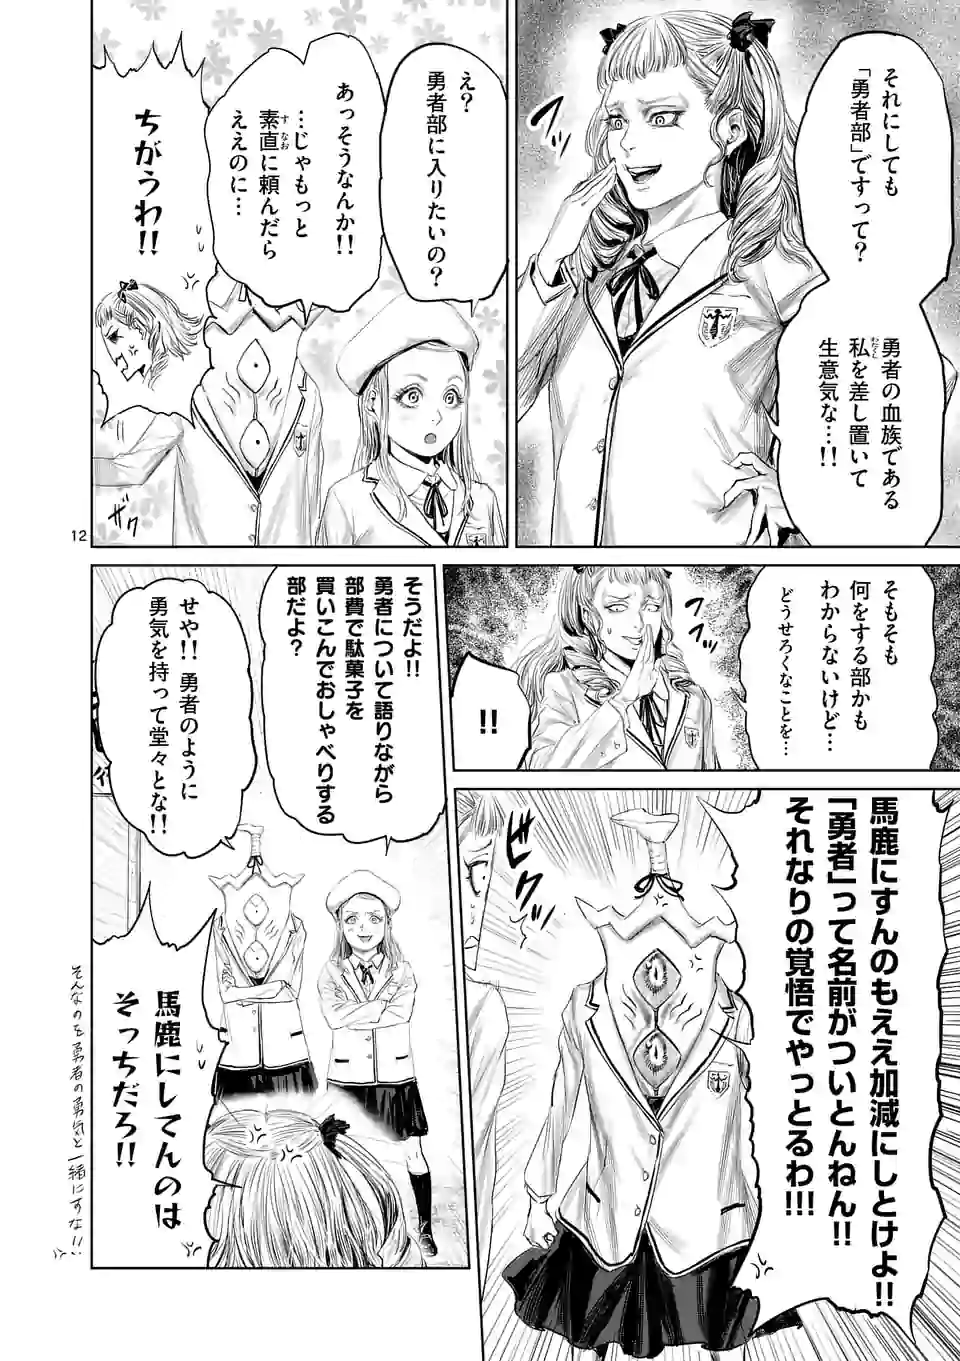 それにしても
「勇者部」ですって？
勇者の血族である
私を差し置いて
わたくし
生意気な…!!
え？
勇者部に入りたいの？
あっそうなんか!!
…じゃもっと
素直に頼んだら
すなお
ええのに…
ちがうわ!!
ザッ
12
そもそも
何をする部かも
わからないけど…
どうせろくなことを…
!!
馬鹿にすんのもええ加減にしとけよ!!
「勇者」って名前がついとんねん!!
それなりの覚悟でやっとるわ!!!
そうだよ!!
勇者について語りながら
部費で駄菓子を
買いこんでおしゃべりする
部だよ？
せや!! 勇者のように
勇気を持って堂々とな!!
行
馬鹿にしてんのは
そっちだろ!!
そんなのを勇者の勇気と一緒にすな!!